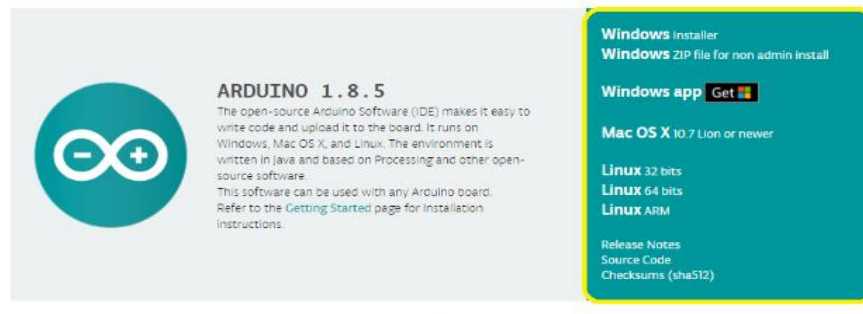 ARDUINO 1.8.5
The open-source Arduino Software (IDE) makes it easy to
write code and upload it to the board. It runs on
Windows, Mac OS X, and Linux. The environment is
written in Java and based on Processing and other open-
source software.
This software can be used with any Arduino board.
Refer to the Getting Started page for Installation
instructions.
Windows Installer
Windows ZIP file for non admin install
Windows app Get
Mac OS X 10.7 Lion or newer
Linux 32 bits
Linux 64 bits
Linux ARM
Release Notes
Source Code
Checksums (sha512)